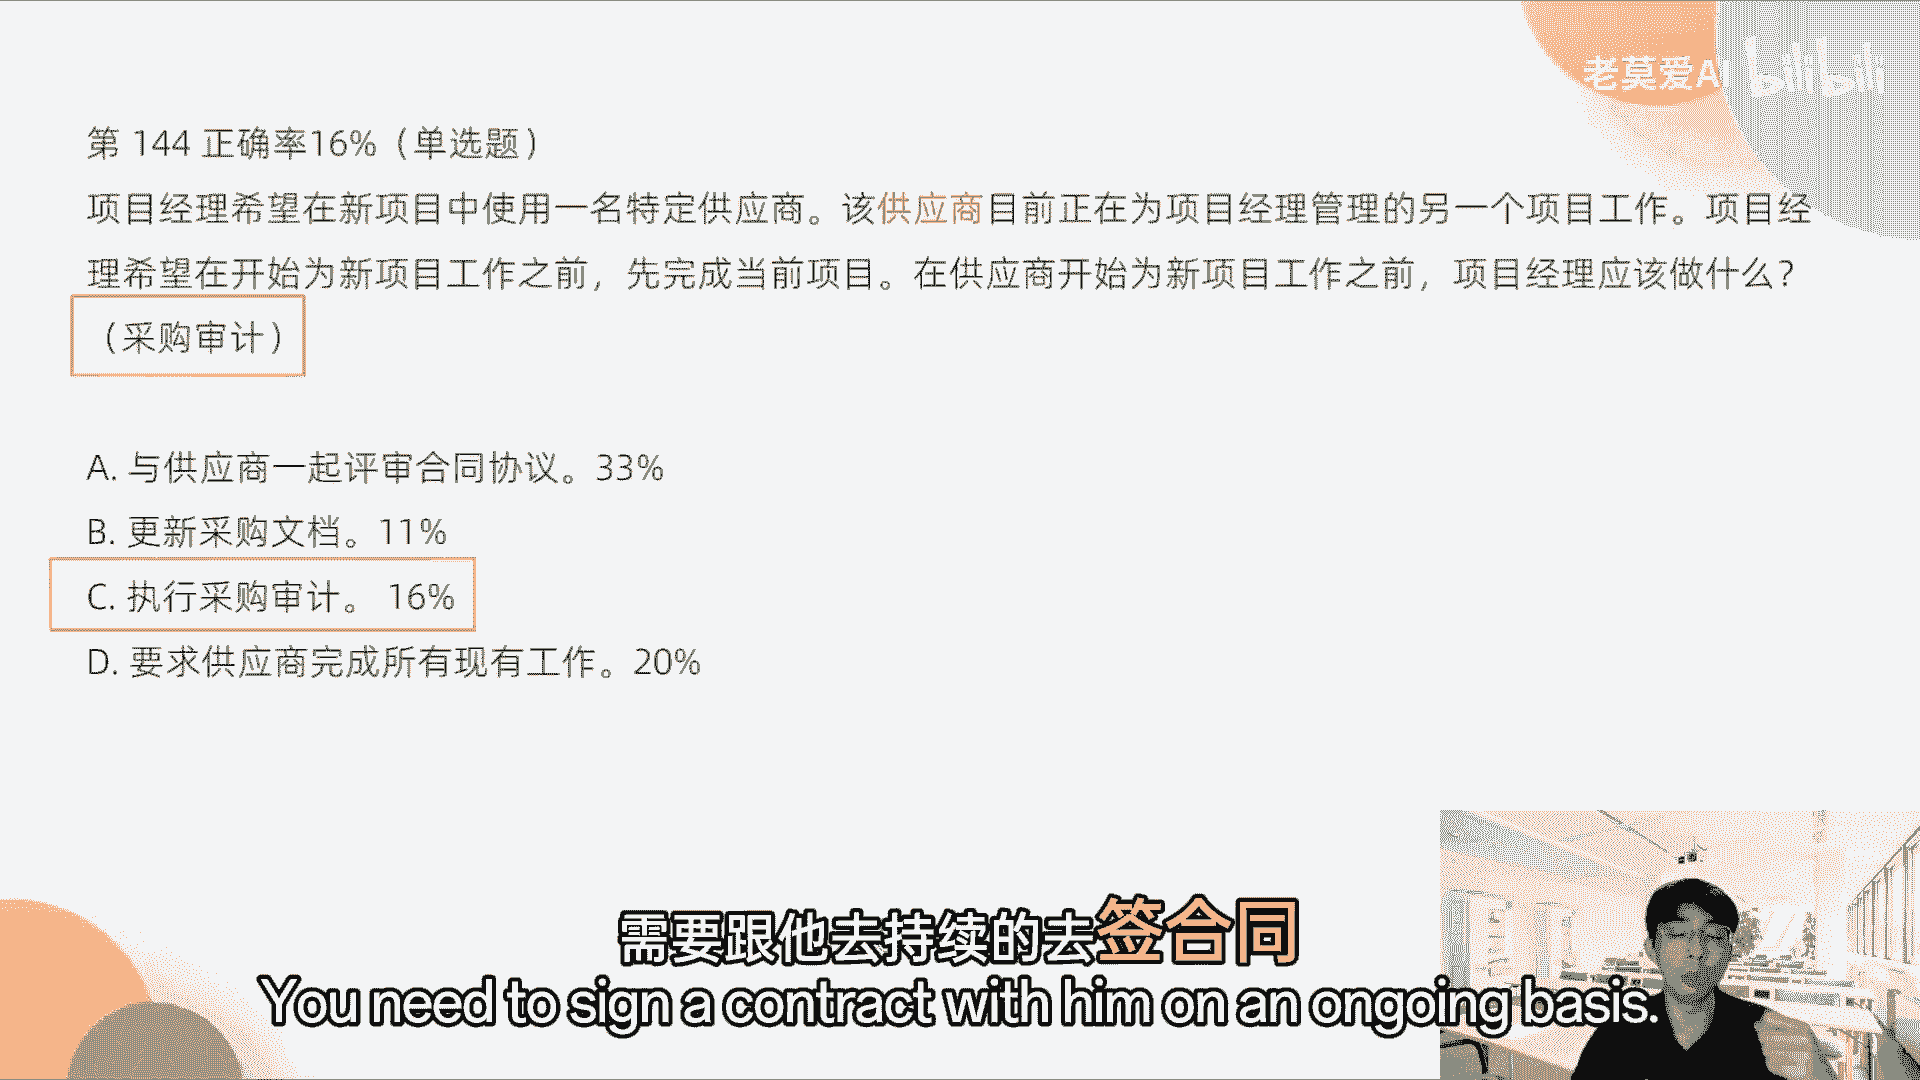 老莫爱AI bilibili
第 144 正确率16%（单选题）
项目经理希望在新项目中使用一名特定供应商。该供应商目前正在为项目经理管理的另一个项目工作。项目经
理希望在开始为新项目工作之前，先完成当前项目。在供应商开始为新项目工作之前，项目经理应该做什么？
（采购审计）
A. 与供应商一起评审合同协议。33%
B. 更新采购文档。11%
C. 执行采购审计。 16%
D. 要求供应商完成所有现有工作。20%
需要跟他去持续的去签合同
You need to sign a contract with him on an ongoing basis.